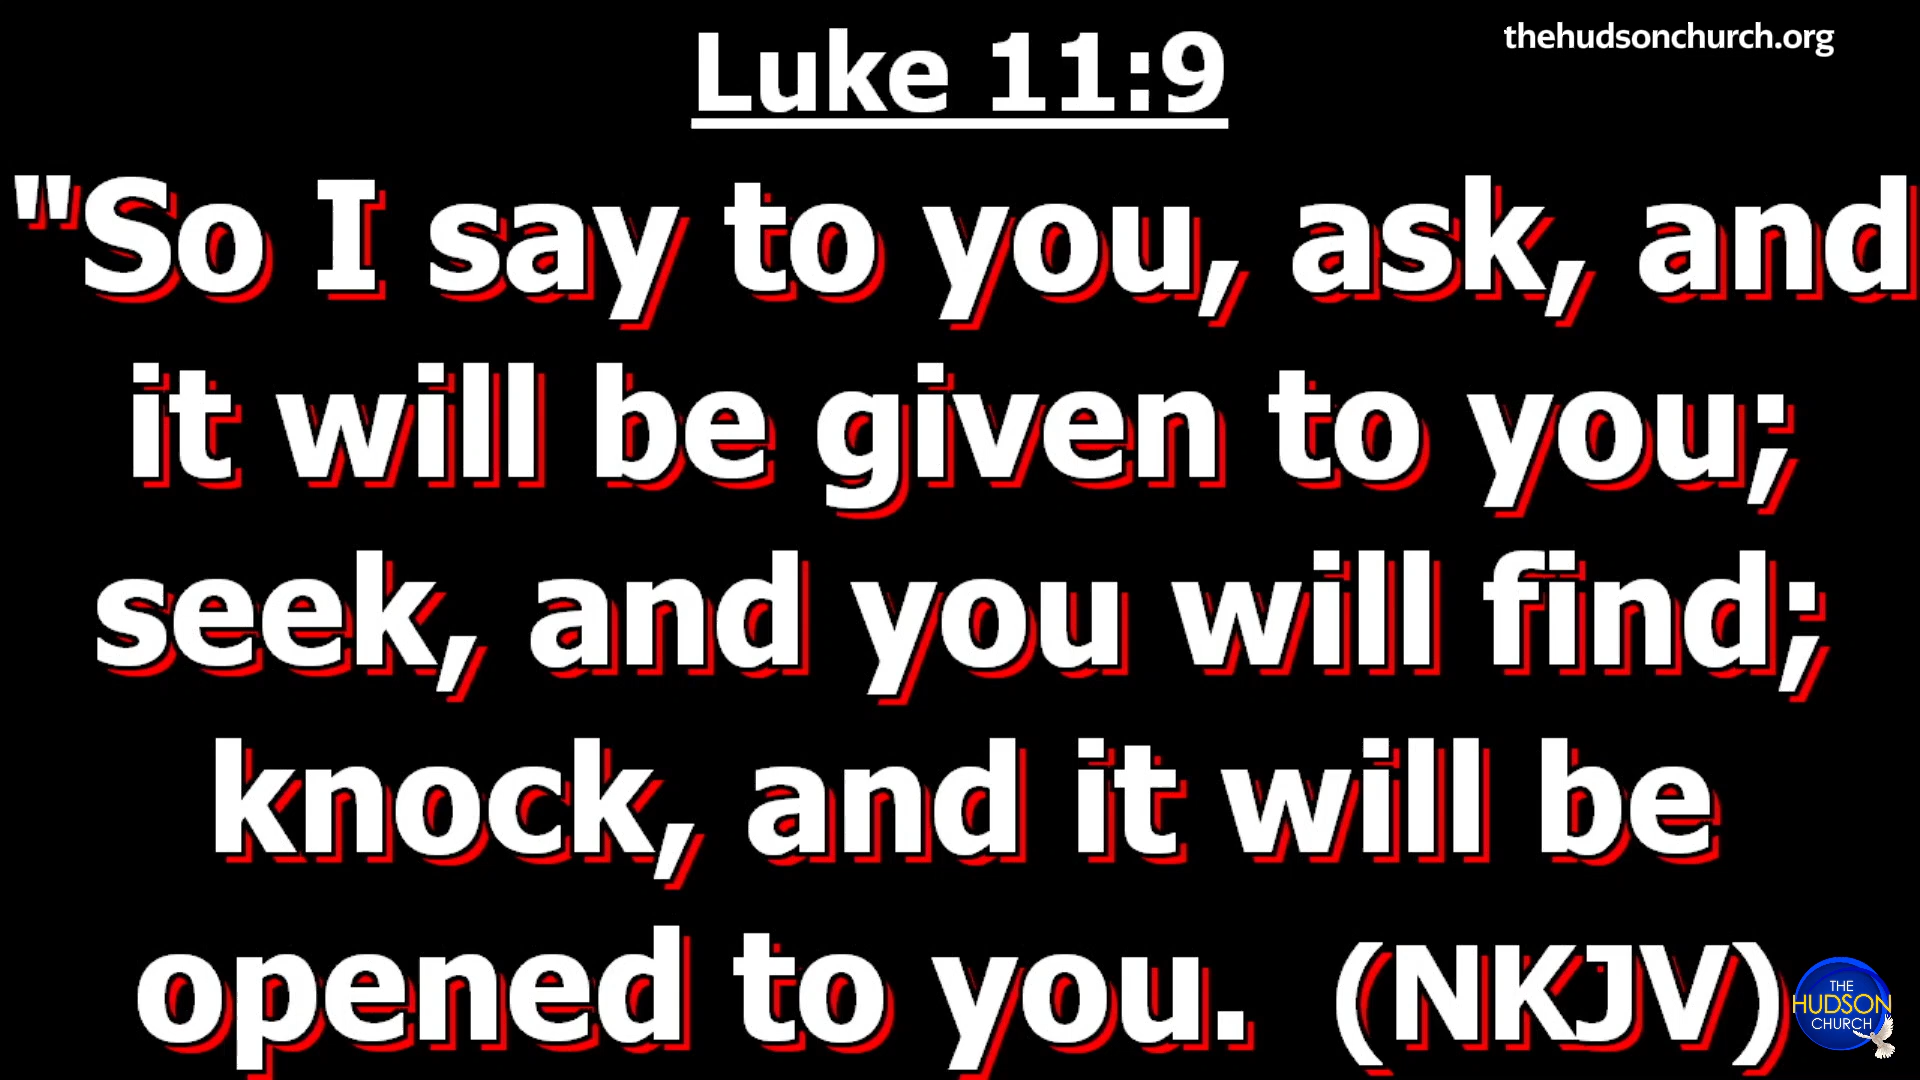 Luke 11:9
thehudsonchurch.org
"So I say to you, ask, and
it will be given to you;
seek, and you will find;
knock, and it will be
opened to you. (NKJV)
THE
HUDSON
CHURCH